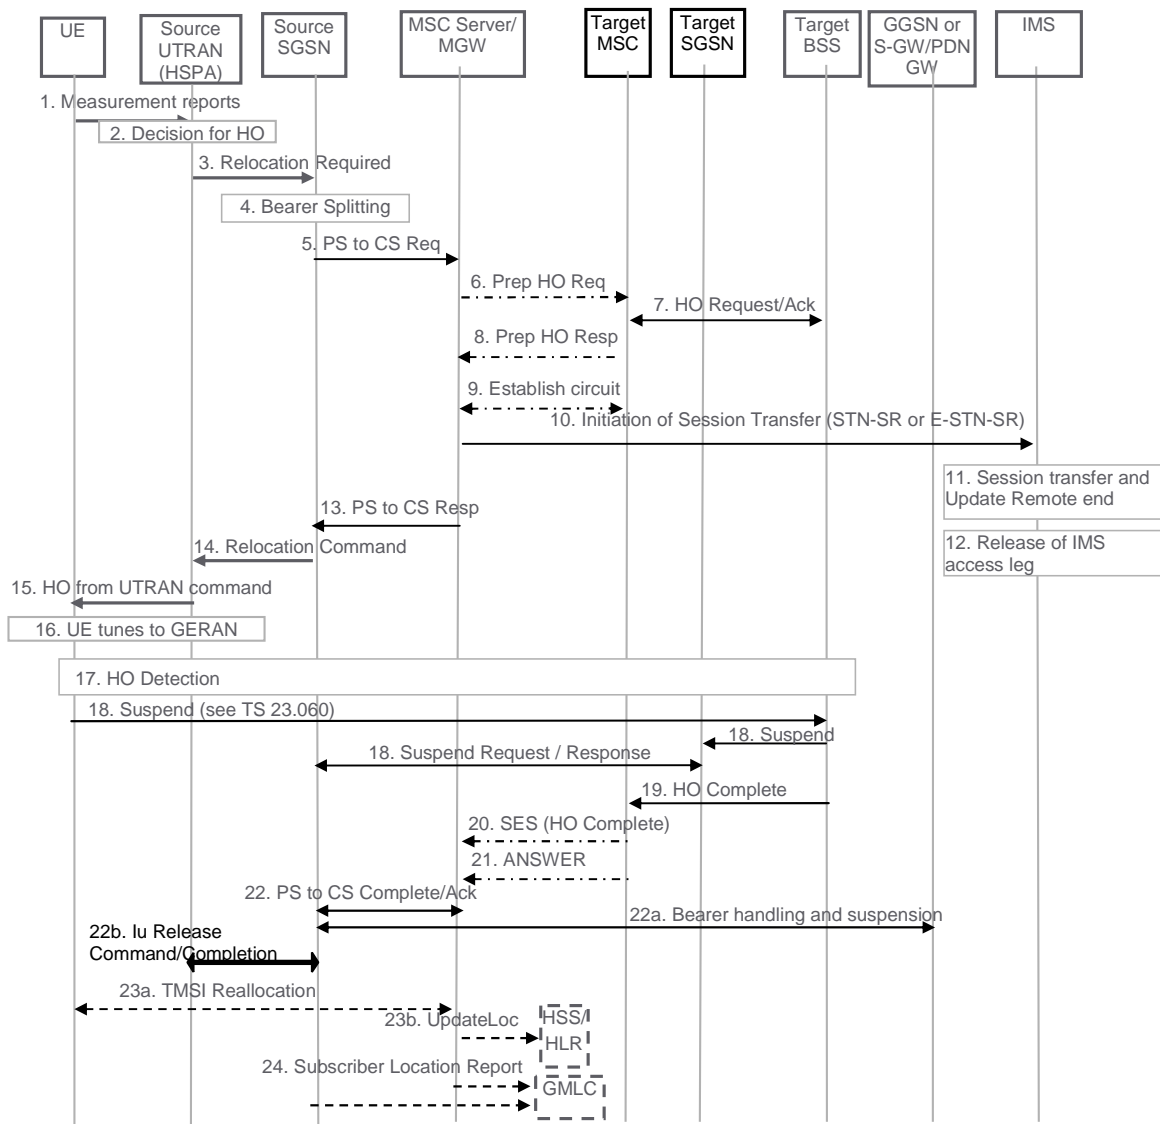 UE
Source
UTRAN
(HSPA)
Source
SGSN
MSC Server/
MGW
Target
MSC
Target
SGSN
Target
BSS
GGSN or
S-GW/PDN
GW
IMS
1. Measurement reports
2. Decision for HO
3. Relocation Required
4. Bearer Splitting
5. PS to CS Req
6. Prep HO Req
7. HO Request/Ack
8. Prep HO Resp
9. Establish circuit
10. Initiation of Session Transfer (STN-SR or E-STN-SR)
11. Session transfer and
Update Remote end
13. PS to CS Resp
12. Release of IMS
access leg
14. Relocation Command
15. HO from UTRAN command
16. UE tunes to GERAN
17. HO Detection
18. Suspend (see TS 23.060)
18. Suspend
18. Suspend Request / Response
19. HO Complete
20. SES (HO Complete)
21. ANSWER
22. PS to CS Complete/Ack
22a. Bearer handling and suspension
22b. Iu Release
Command/Completion
23a. TMSI Reallocation
23b. UpdateLoc
HSS/
HLR
24. Subscriber Location Report
GMLC